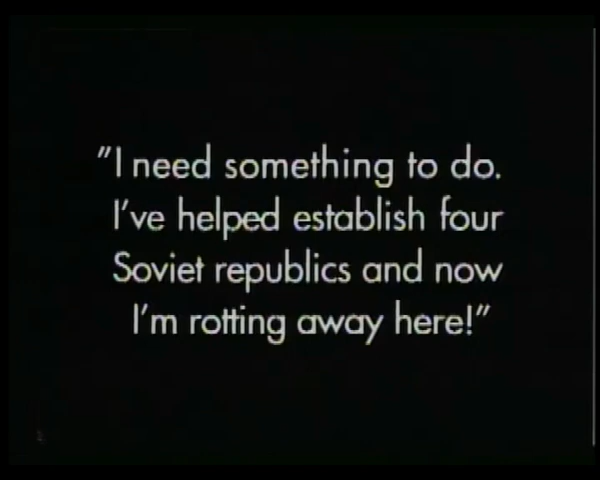 "I need something to do.
I've helped establish four
Soviet republics and now
I'm rotting away here!"